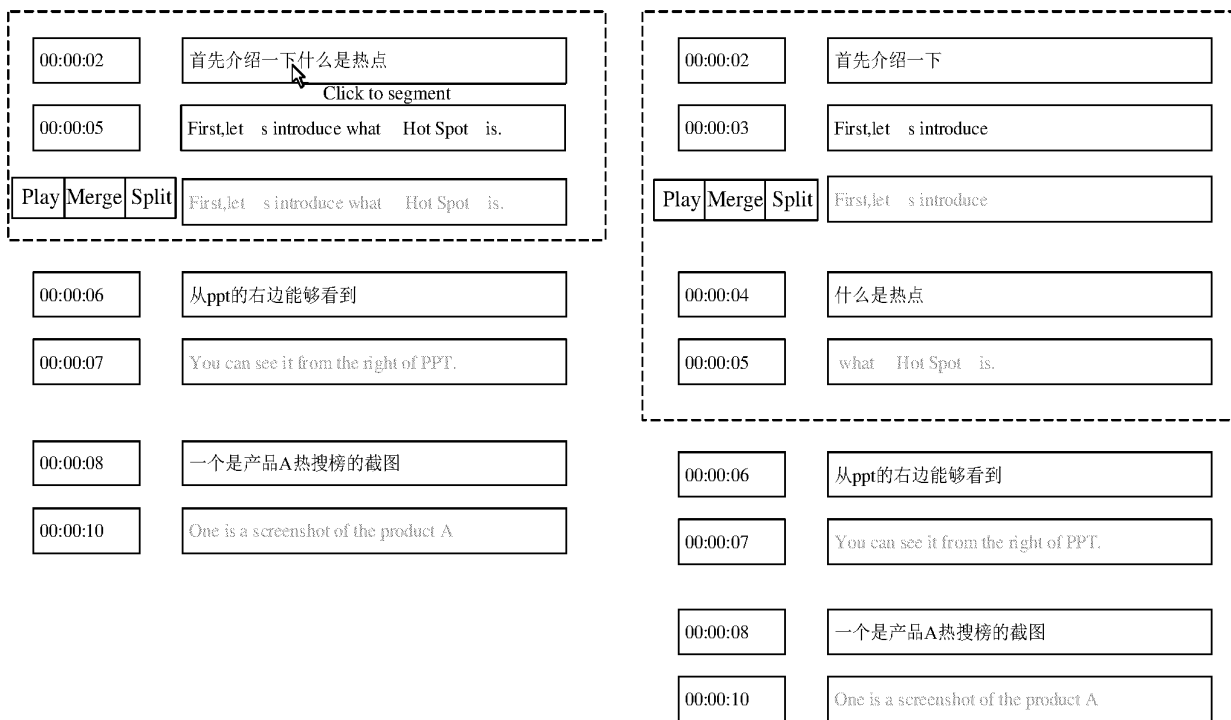 00:00:02 首先介绍一下什么是热点
Click to segment
00:00:05 First,let s introduce what Hot Spot is.
Play Merge Split First,let s introduce what Hot Spot is.
00:00:06 从ppt的右边能够看到
00:00:07 You can see it from the right of PPT.
00:00:08 一个是产品A热搜榜的截图
00:00:10 One is a screenshot of the product A
00:00:02 首先介绍一下
00:00:03 First,let s introduce
Play Merge Split First,let s introduce
00:00:04 什么是热点
00:00:05 what Hot Spot is.
00:00:06 从ppt的右边能够看到
00:00:07 You can see it from the right of PPT.
00:00:08 一个是产品A热搜榜的截图
00:00:10 One is a screenshot of the product A